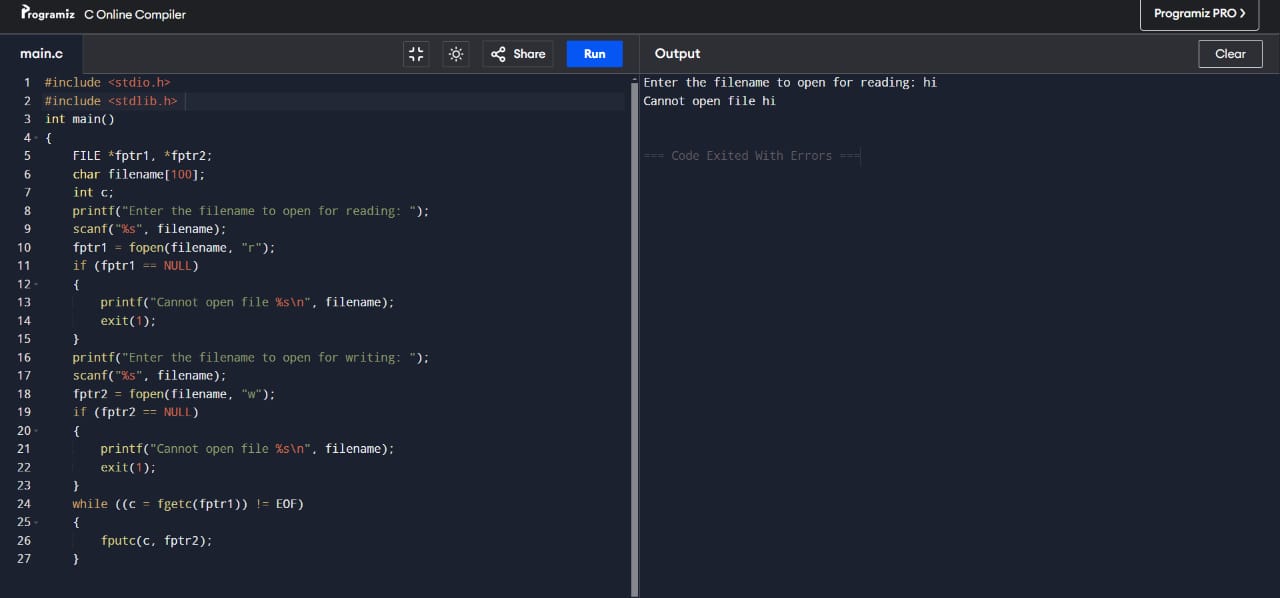 Programiz C Online Compiler
Programiz PRO >
main.c
Share
Run
Output
Clear
1 #include <stdio.h>
2 #include <stdlib.h>
3 int main()
4 {
5 FILE *fptr1, *fptr2;
6 char filename[100];
7 int c;
8 printf("Enter the filename to open for reading: ");
9 scanf("%s", filename);
10 fptr1 = fopen(filename, "r");
11 if (fptr1 == NULL)
12 {
13 printf("Cannot open file %s\n", filename);
14 exit(1);
15 }
16 printf("Enter the filename to open for writing: ");
17 scanf("%s", filename);
18 fptr2 = fopen(filename, "w");
19 if (fptr2 == NULL)
20 {
21 printf("Cannot open file %s\n", filename);
22 exit(1);
23 }
24 while ((c = fgetc(fptr1)) != EOF)
25 {
26 fputc(c, fptr2);
27 }
Enter the filename to open for reading: hi
Cannot open file hi
=== Code Exited With Errors ===